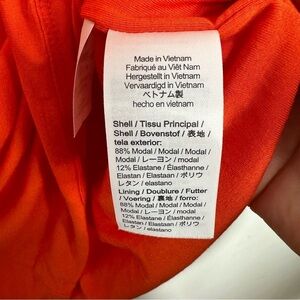 Made in Vietnam
Fabriqué au Viêt Nam
Hergestellt in Vietnam
Vervaardigd in Vietnam
ベトナム製
hecho en vietnam
Shell / Tissu Principal /
Shell / Bovenstof / 表地 /
tela exterior:
88% Modal / Modal / Modal /
Modal / レーヨン / modal
12% Elastane / Élasthanne /
Elastan / Elastaan / ポリウ
レタン / elastano
Lining / Doublure / Futter
/ Voering / 裏地 / forro:
88% Modal / Modal / Modal /
Modal / レーヨン / modal
12% Elastane / Élasthanne /
Elastan / Elastaan / ポリウ
レタン / elastano